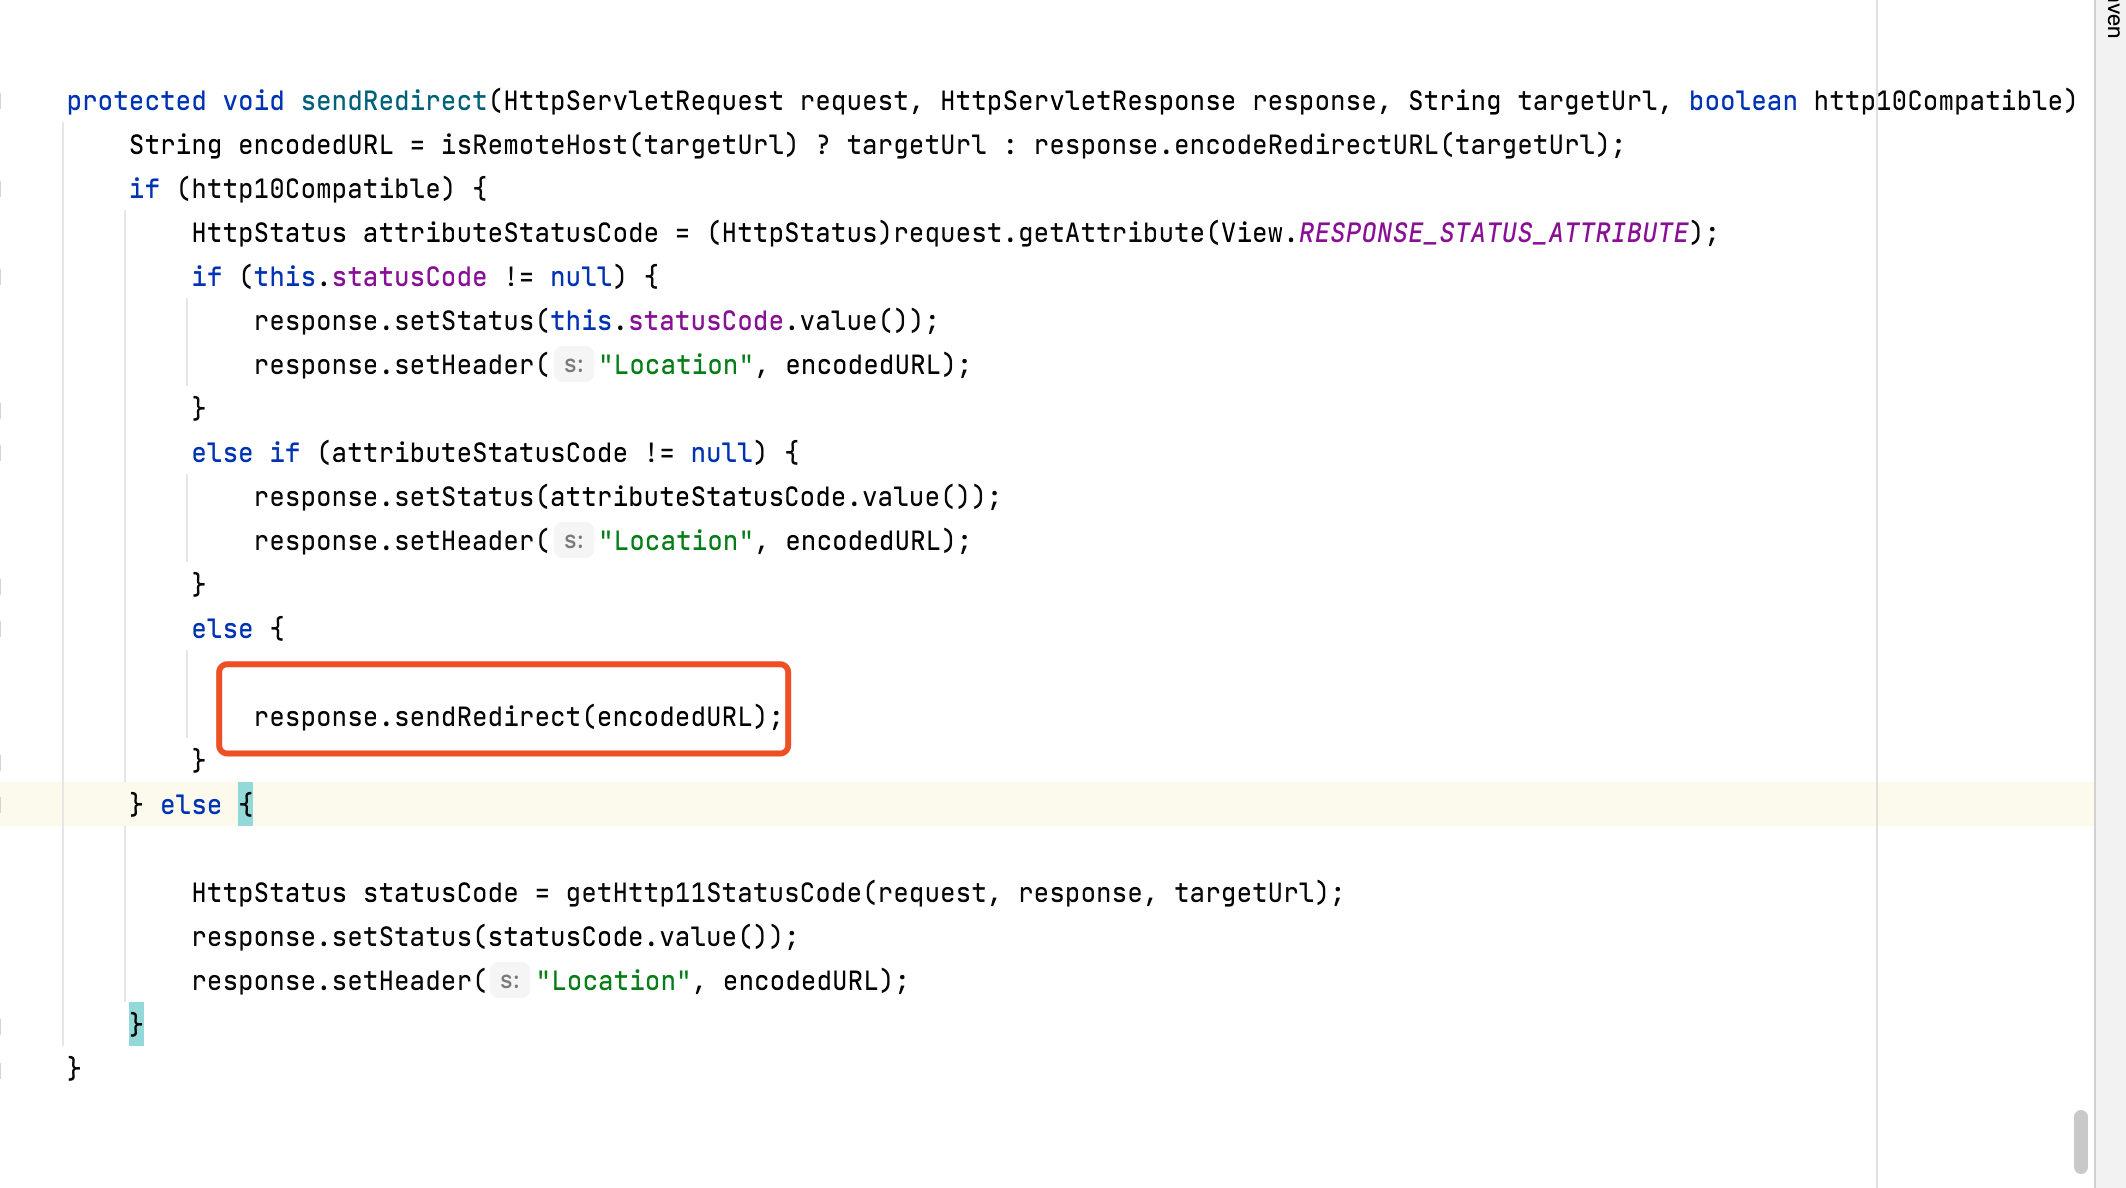 aven
protected void sendRedirect(HttpServletRequest request, HttpServletResponse response, String targetUrl, boolean http10Compatible)
String encodedURL = isRemoteHost(targetUrl) ? targetUrl : response.encodeRedirectURL(targetUrl);
if (http10Compatible) {
HttpStatus attributeStatusCode = (HttpStatus)request.getAttribute(View.RESPONSE_STATUS_ATTRIBUTE);
if (this.statusCode != null) {
response.setStatus(this.statusCode.value());
response.setHeader( s: "Location", encodedURL);
}
else if (attributeStatusCode != null) {
response.setStatus(attributeStatusCode.value());
response.setHeader( s: "Location", encodedURL);
}
else {
response.sendRedirect(encodedURL);
}
} else {
HttpStatus statusCode = getHttp11StatusCode(request, response, targetUrl);
response.setStatus(statusCode.value());
response.setHeader( s: "Location", encodedURL);
}
}